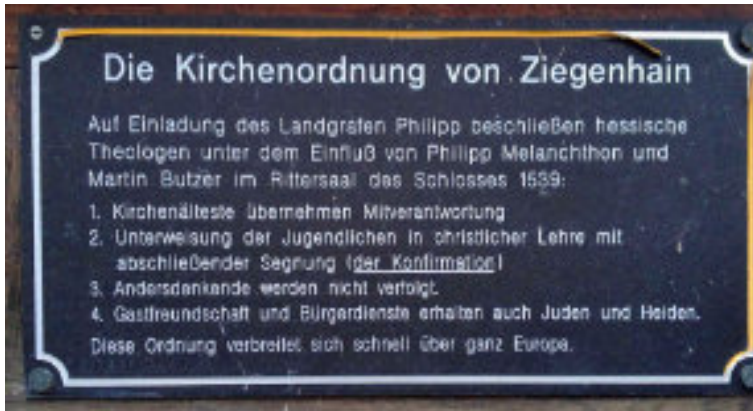 Die Kirchenordnung von Ziegenhain
Auf Einladung des Landgrafen Philipp beschließen hessische
Theologen unter dem Einfluß von Philipp Melanchthon und
Martin Butzer im Rittersaal des Schlosses 1539:
1. Kirchenälteste übernehmen Mitverantwortung
2. Unterweisung der Jugendlichen in christlicher Lehre mit
abschließender Segnung (der Konfirmation)
3. Andersdenkende werden nicht verfolgt.
4. Gastfreundschaft und Bürgerdienste erhalten auch Juden und Heiden.
Diese Ordnung verbreitet sich schnell über ganz Europa.